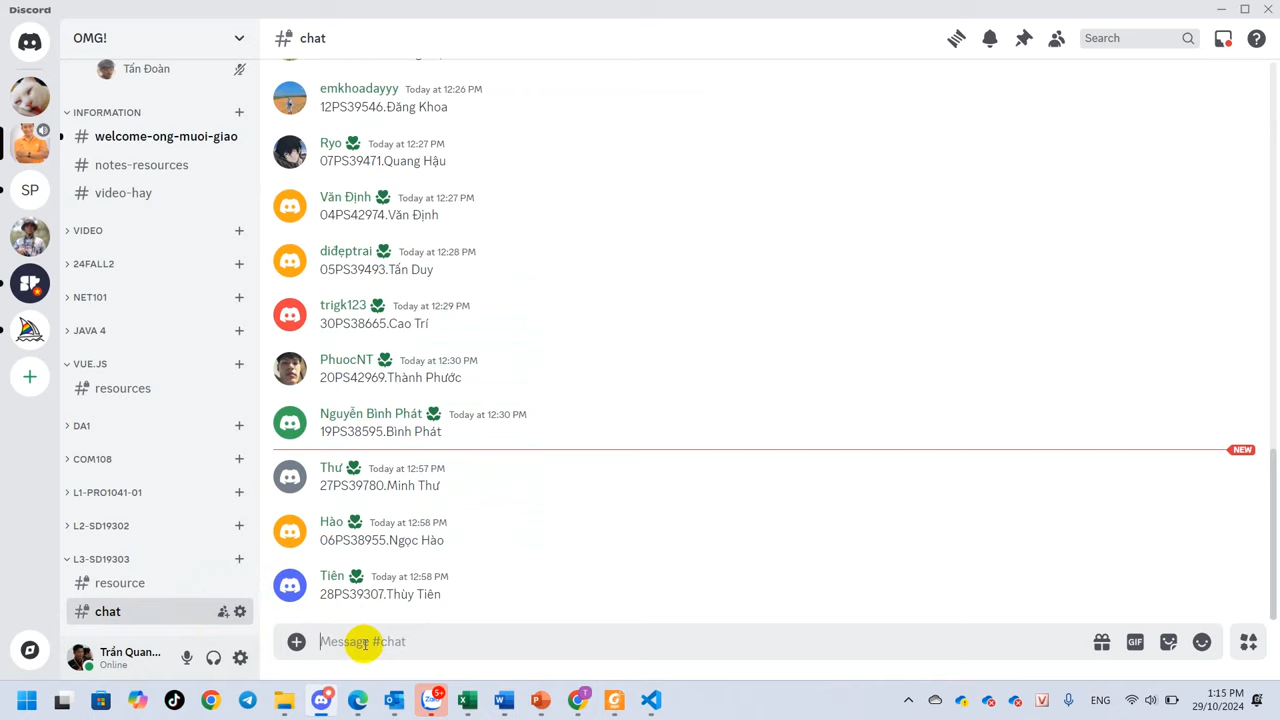 Discord
OMG!
chat
Search
Tấn Đoàn
INFORMATION
welcome-ong-muoi-giao
notes-resources
video-hay
SP
VIDEO
24FALL2
NET101
JAVA 4
VUE.JS
resources
DA1
COM108
L1-PRO1041-01
L2-SD19302
L3-SD19303
resource
chat
Trần Quan...
Online
emkhoadayyy Today at 12:26 PM
12PS39546.Đăng Khoa
Ryo Today at 12:27 PM
07PS39471.Quang Hậu
Văn Định Today at 12:27 PM
04PS42974.Văn Định
diđẹptrai Today at 12:28 PM
05PS39493.Tấn Duy
trigk123 Today at 12:29 PM
30PS38665.Cao Trí
PhuocNT Today at 12:30 PM
20PS42969.Thành Phước
Nguyễn Bình Phát Today at 12:30 PM
19PS38595.Bình Phát
NEW
Thư Today at 12:57 PM
27PS39780.Minh Thư
Hào Today at 12:58 PM
06PS38955.Ngọc Hào
Tiên Today at 12:58 PM
28PS39307.Thùy Tiên
Message #chat
GIF
Zalo
5+
T
ENG
1:15 PM
29/10/2024